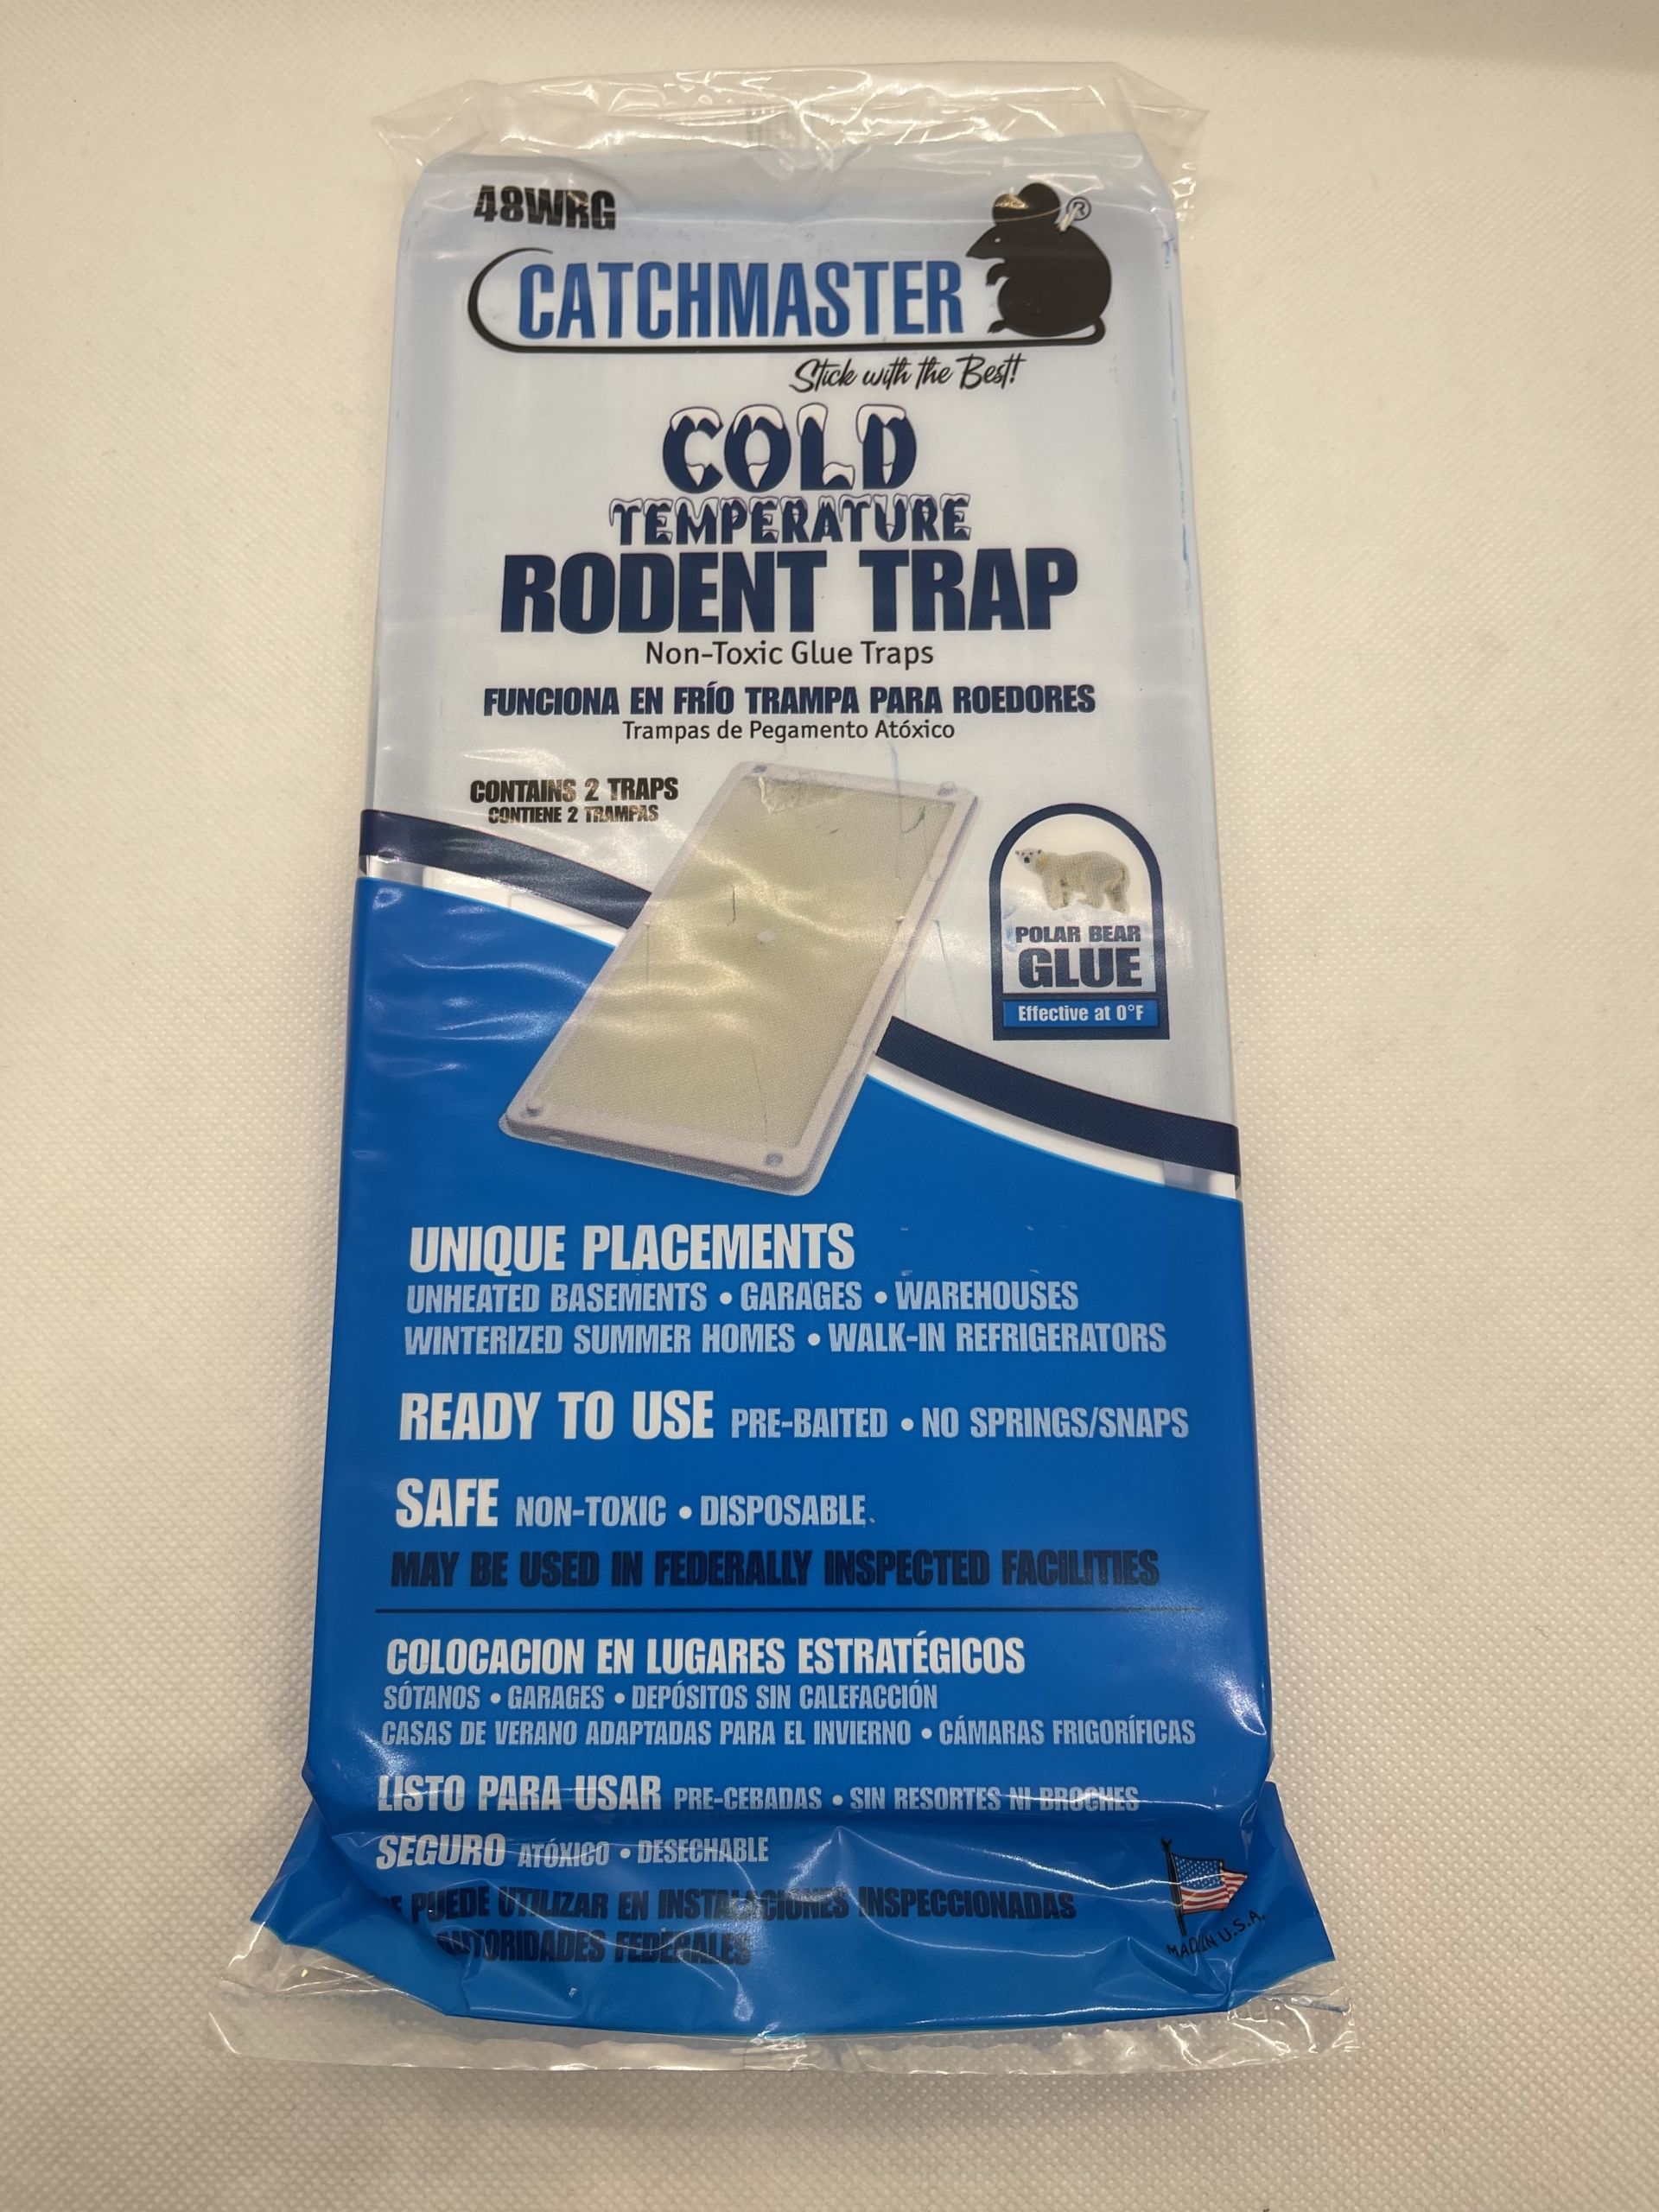 48WRG
CATCHMASTER ®
Stick with the Best!
COLD
TEMPERATURE
RODENT TRAP
Non-Toxic Glue Traps
FUNCIONA EN FRÍO TRAMPA PARA ROEDORES
Trampas de Pegamento Atóxico
CONTAINS 2 TRAPS
CONTIENE 2 TRAMPAS
POLAR BEAR
GLUE
Effective at 0°F
UNIQUE PLACEMENTS
UNHEATED BASEMENTS • GARAGES • WAREHOUSES
WINTERIZED SUMMER HOMES • WALK-IN REFRIGERATORS
READY TO USE PRE-BAITED • NO SPRINGS/SNAPS
SAFE NON-TOXIC • DISPOSABLE
MAY BE USED IN FEDERALLY INSPECTED FACILITIES
COLOCACION EN LUGARES ESTRATÉGICOS
SÓTANOS • GARAGES • DEPÓSITOS SIN CALEFACCIÓN
CASAS DE VERANO ADAPTADAS PARA EL INVIERNO • CÁMARAS FRIGORÍFICAS
LISTO PARA USAR PRE-CEBADAS • SIN RESORTES NI BROCHES
SEGURO ATÓXICO • DESECHABLE
PUEDE UTILIZAR EN INSTALACIONES INSPECCIONADAS
AUTORIDADES FEDERALES
MADE IN U.S.A.